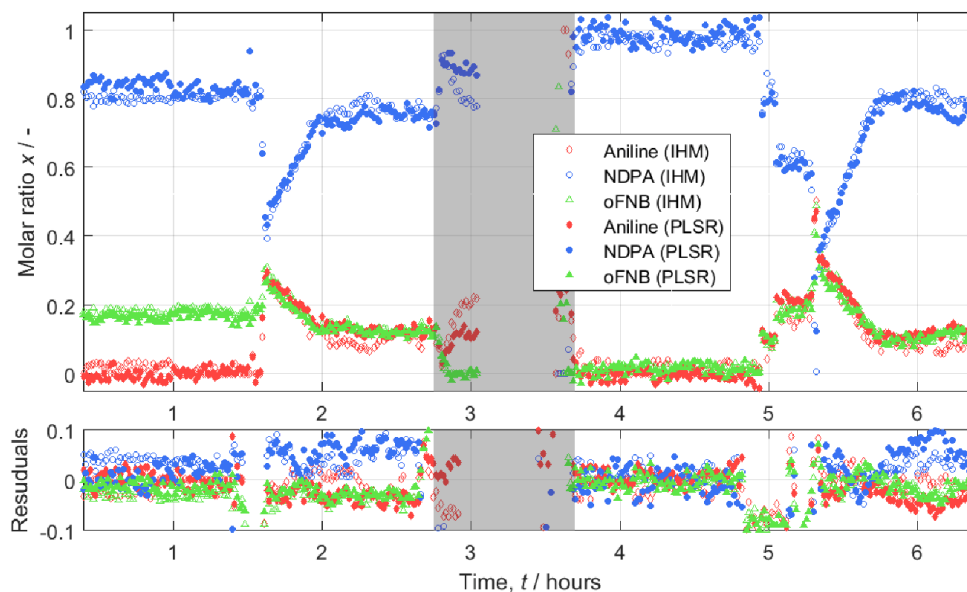 1
0.8
0.6
0.4
0.2
0
Molar ratio x / -
Aniline (IHM)
NDPA (IHM)
oFNB (IHM)
Aniline (PLSR)
NDPA (PLSR)
oFNB (PLSR)
1 2 3 4 5 6
0.1
0
-0.1
Resuduals
1 2 3 4 5 6
Time, t / hours